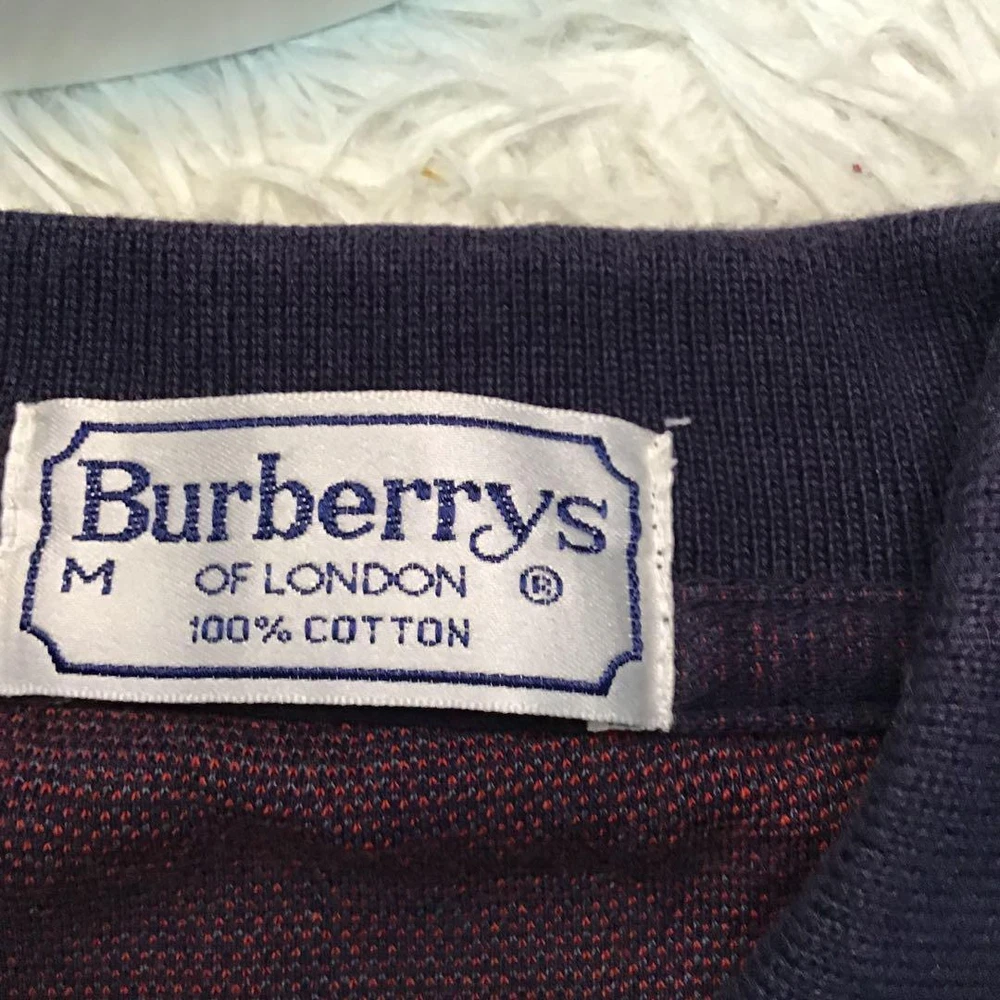 Burberrys
M OF LONDON ®
100% COTTON